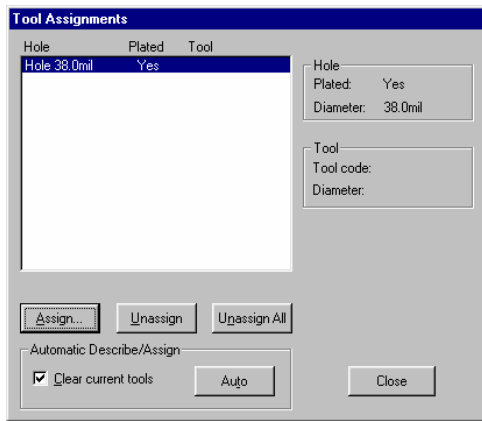 Tool Assignments
Hole Plated Tool
Hole 38.0mil Yes
Hole
Plated: Yes
Diameter: 38.0mil
Tool
Tool code:
Diameter:
Assign... Unassign Unassign All
Automatic Describe/Assign
Clear current tools Auto
Close